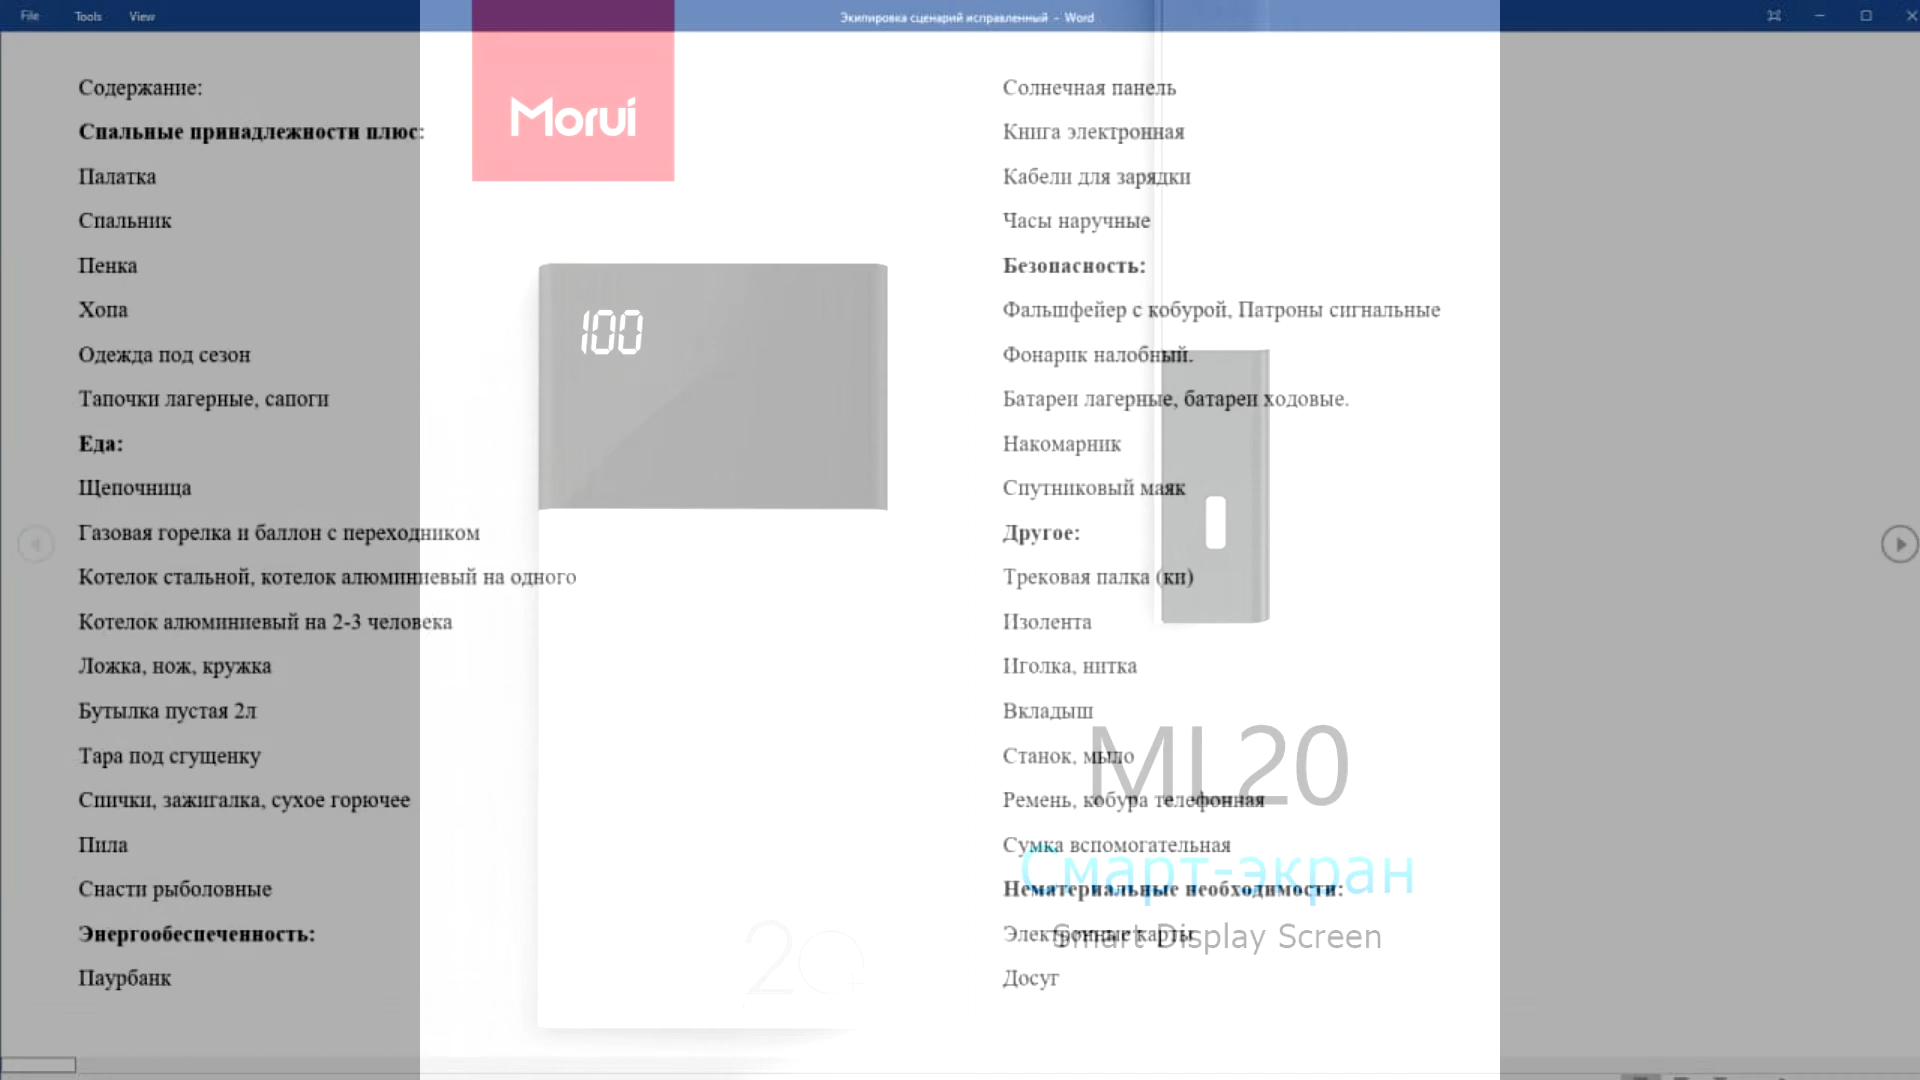 File Tools View
Экипировка сценарий исправленный - Word
Содержание:
Спальные принадлежности плюс:
Палатка
Спальник
Пенка
Хопа
Одежда под сезон
Тапочки лагерные, сапоги
Еда:
Щепочница
Газовая горелка и баллон с переходником
Котелок стальной, котелок алюминиевый на одного
Котелок алюминиевый на 2-3 человека
Ложка, нож, кружка
Бутылка пустая 2л
Тара под сгущенку
Спички, зажигалка, сухое горючее
Пила
Снасти рыболовные
Энергообеспеченность:
Паурбанк
Солнечная панель
Книга электронная
Кабели для зарядки
Часы наручные
Безопасность:
Фальшфейер с кобурой, Патроны сигнальные
Фонарик налобный.
Батареи лагерные, батареи ходовые.
Накомарник
Спутниковый маяк
Другое:
Трековая палка (ки)
Изолента
Иголка, нитка
Вкладыш
Станок, мыло
Ремень, кобура телефонная
Сумка вспомогательная
Нематериальные необходимости:
Электронные карты
Досуг
Morui
100
20
ML20
Смарт-экран
Smart Display Screen